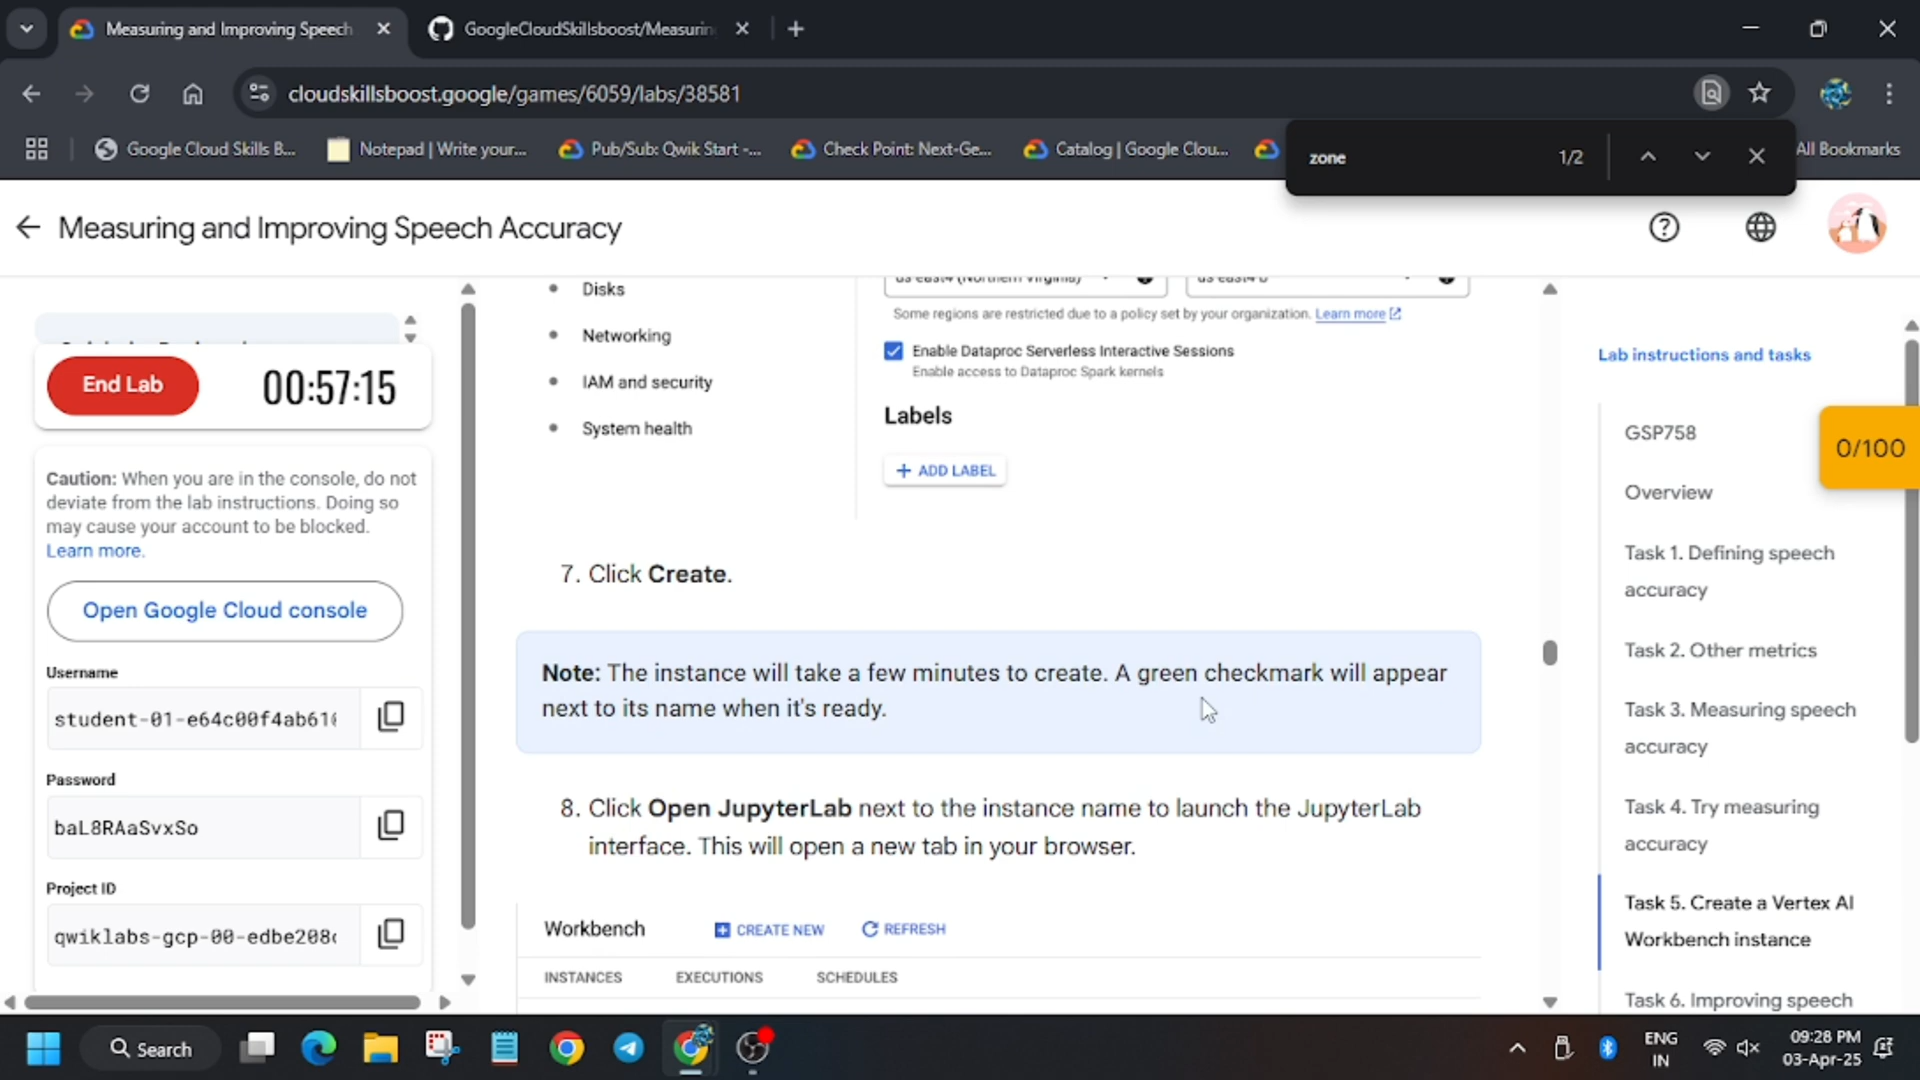 Measuring and Improving Speech
GoogleCloudSkillsboost/Measurin
cloudskillsboost.google/games/6059/labs/38581
Google Cloud Skills B...
Notepad | Write your...
Pub/Sub: Qwik Start -...
Check Point: Next-Ge...
Catalog | Google Clou...
All Bookmarks
zone
1/2
Measuring and Improving Speech Accuracy
End Lab
00:57:15
Caution: When you are in the console, do not
deviate from the lab instructions. Doing so
may cause your account to be blocked.
Learn more.
Open Google Cloud console
Username
student-01-e64c00f4ab610
Password
baL8RAaSvxSo
Project ID
qwiklabs-gcp-00-edbe208
Disks
Networking
IAM and security
System health
us-east4 (Northern Virginia)
us-east4-b
Some regions are restricted due to a policy set by your organization. Learn more
Enable Dataproc Serverless Interactive Sessions
Enable access to Dataproc Spark kernels
Labels
+ ADD LABEL
7. Click Create.
Note: The instance will take a few minutes to create. A green checkmark will appear
next to its name when it's ready.
8. Click Open JupyterLab next to the instance name to launch the JupyterLab
interface. This will open a new tab in your browser.
Workbench
CREATE NEW
REFRESH
INSTANCES
EXECUTIONS
SCHEDULES
Lab instructions and tasks
GSP758
0/100
Overview
Task 1. Defining speech
accuracy
Task 2. Other metrics
Task 3. Measuring speech
accuracy
Task 4. Try measuring
accuracy
Task 5. Create a Vertex AI
Workbench instance
Task 6. Improving speech
Search
ENG
IN
09:28 PM
03-Apr-25